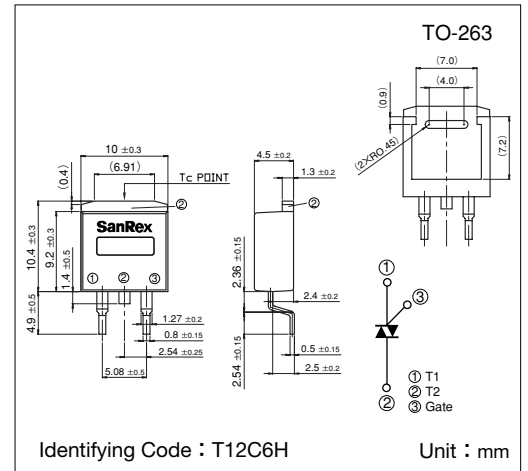 TO-263
(7.0)
(4.0)
(0.9)
(7.2)
(2×R0.45)
10 ±0.3
(6.91)
(0.4)
Tc POINT
②
SanRex
① ② ③
10.4 ±0.3
9.2 ±0.3
1.4 ±0.5
4.9 ±0.5
1.27 ±0.2
0.8 ±0.15
2.54 ±0.25
5.08 ±0.5
4.5 ±0.2
1.3 ±0.2
②
2.36 ±0.15
2.4 ±0.2
0.5 ±0.15
2.5 ±0.2
2.54 ±0.15
①
③
②
① T1
② T2
③ Gate
Identifying Code：T12C6H
Unit：mm